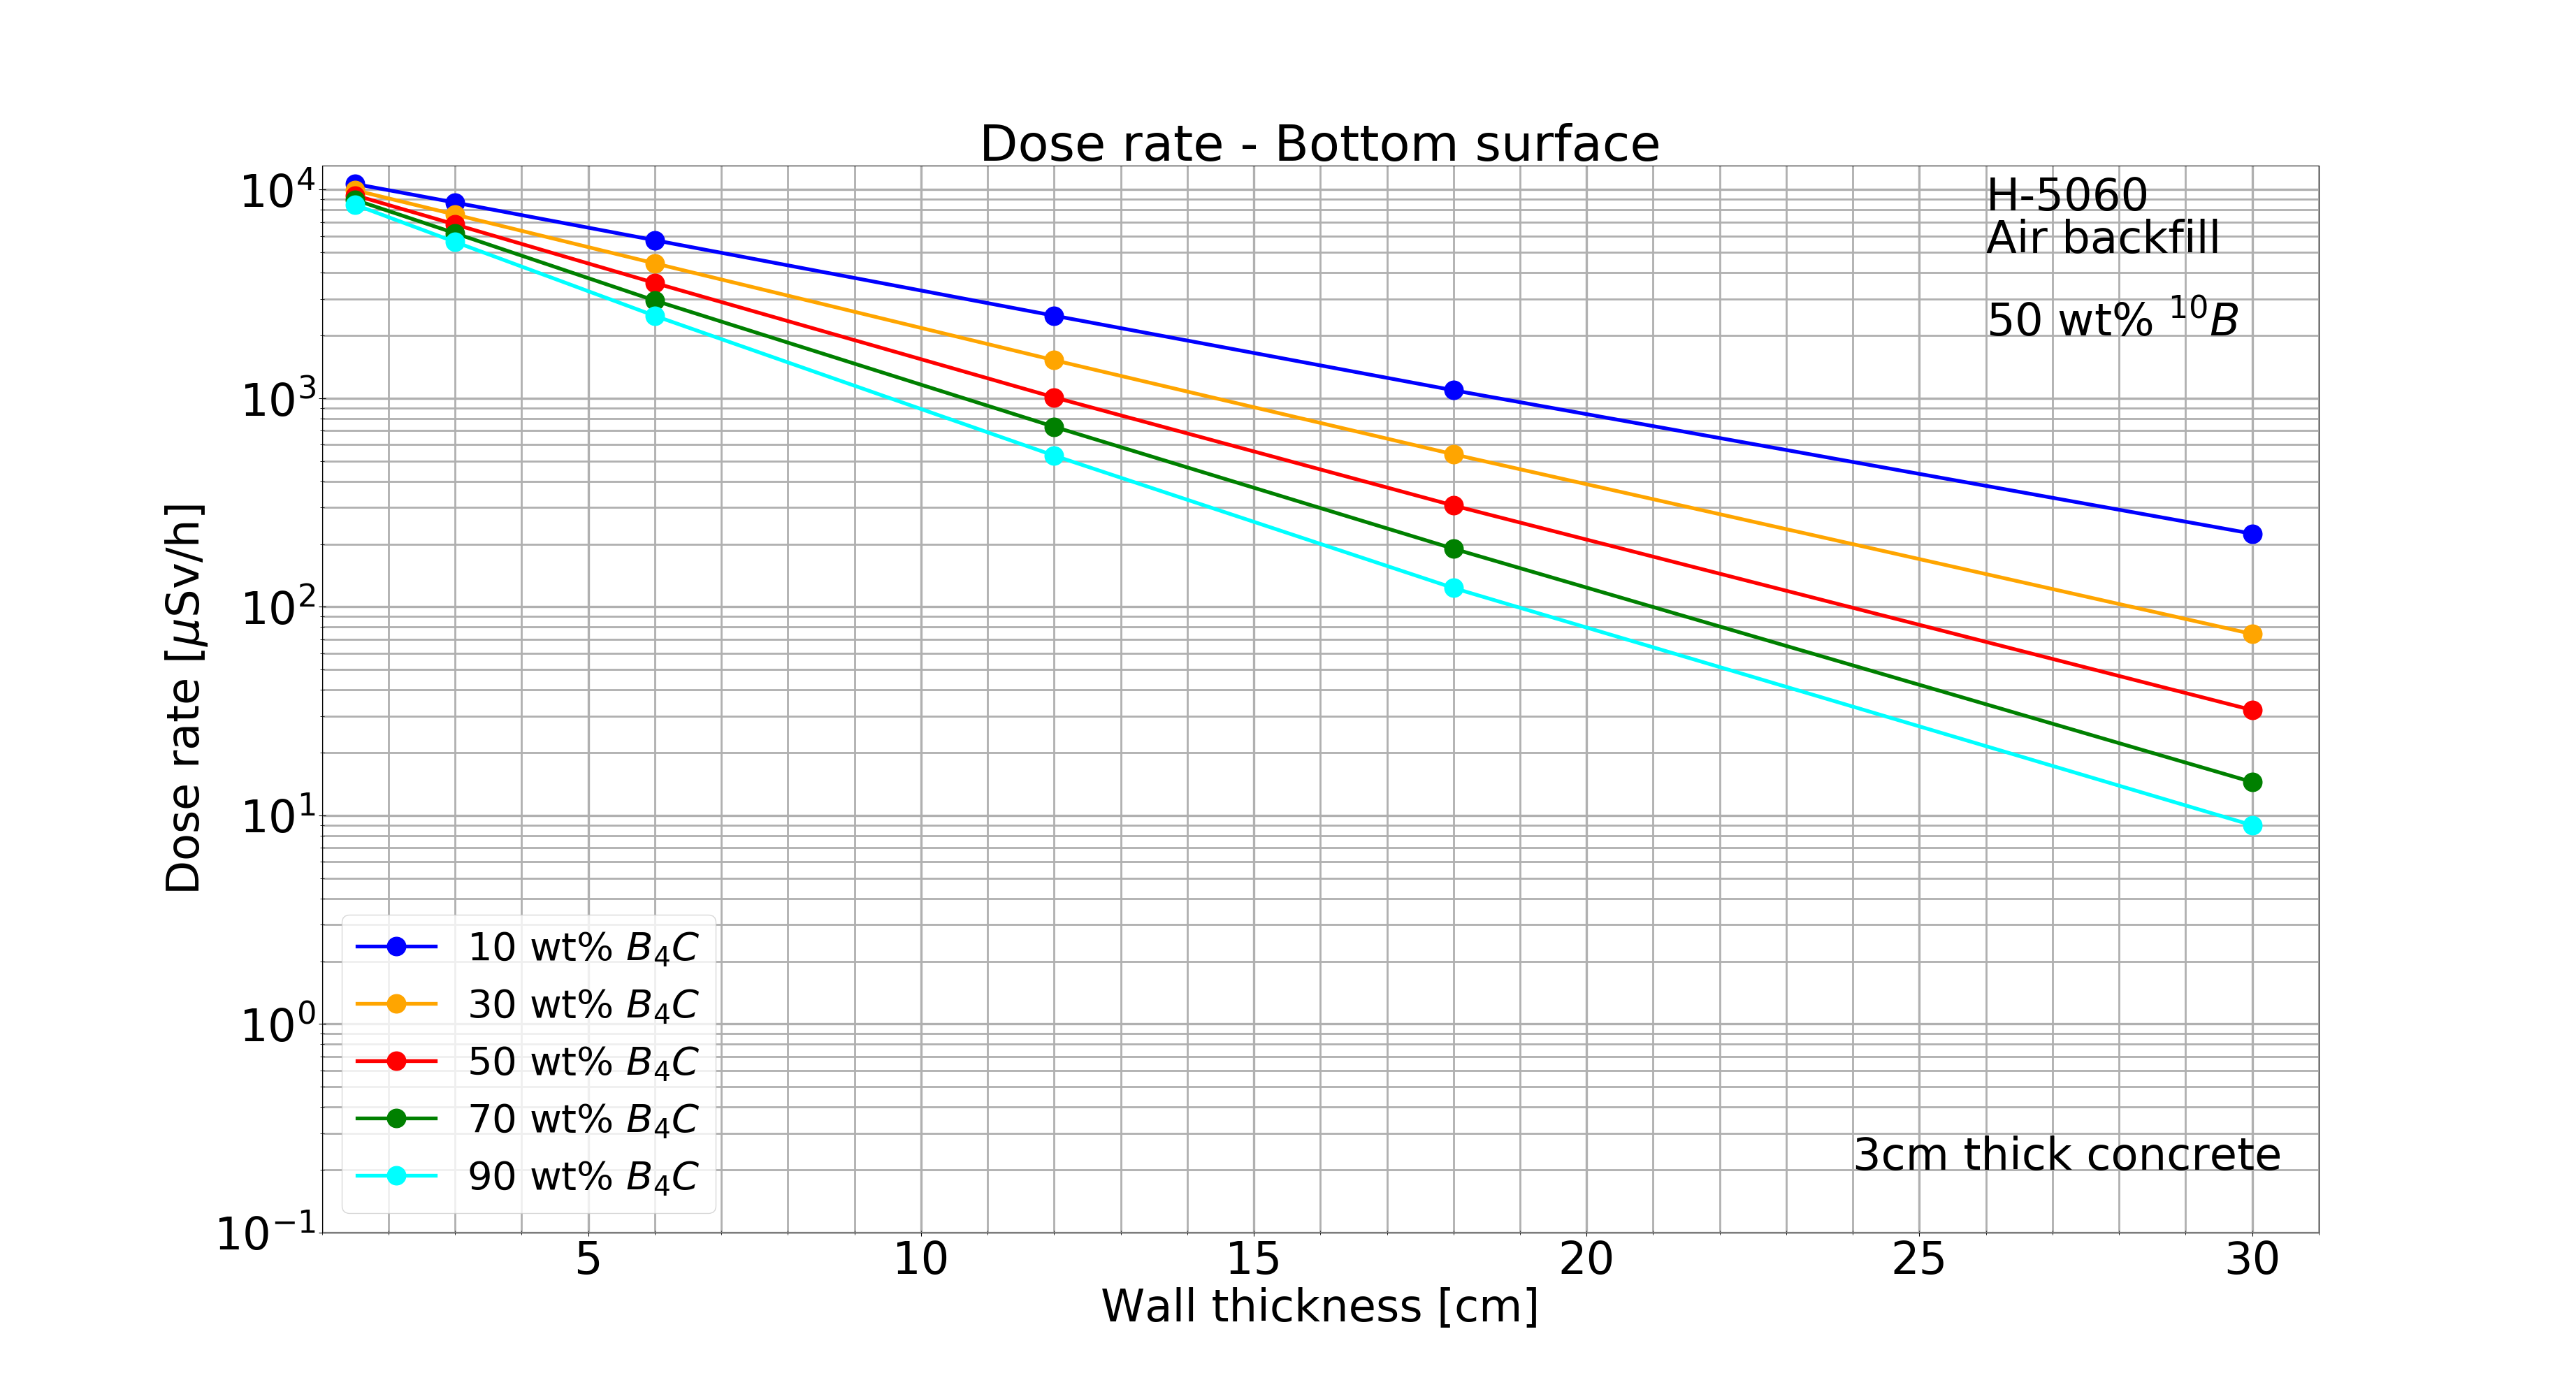 Dose rate - Bottom surface
H-5060
Air backfill
50 wt% ¹⁰B
10⁴
10³
10²
10¹
10⁰
10⁻¹
Dose rate [μSv/h]
10 wt% B₄C
30 wt% B₄C
50 wt% B₄C
70 wt% B₄C
90 wt% B₄C
3cm thick concrete
5 10 15 20 25 30
Wall thickness [cm]